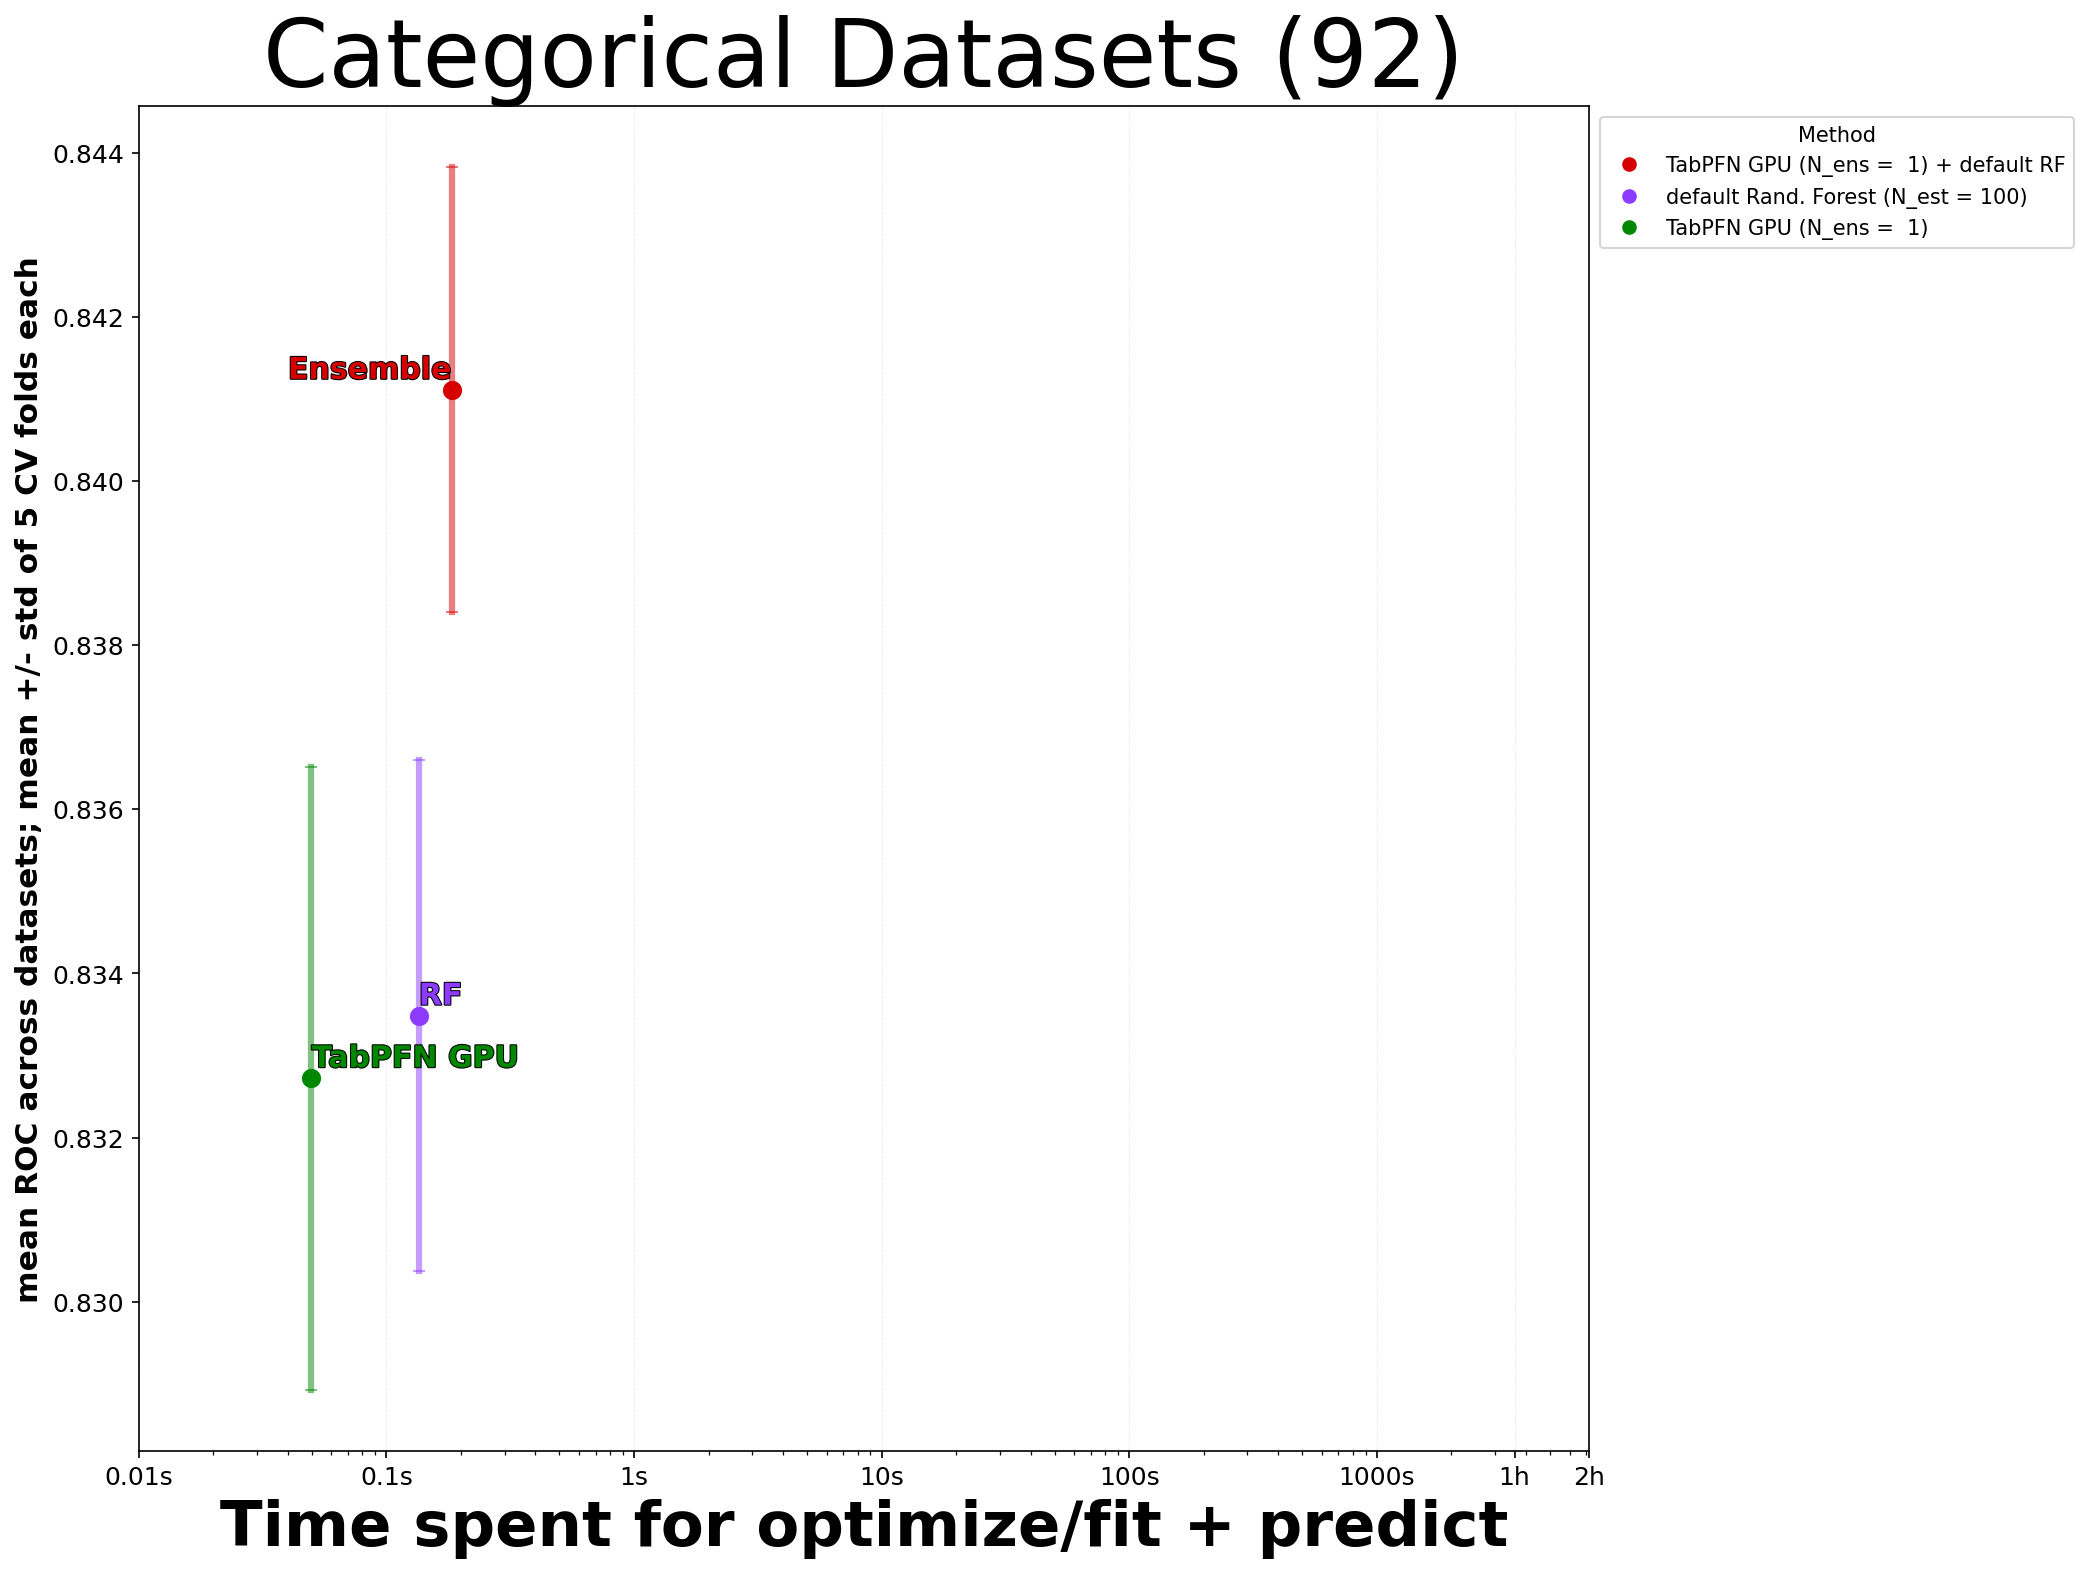 Categorical Datasets (92)
mean ROC across datasets; mean +/- std of 5 CV folds each
0.844
0.842
0.840
0.838
0.836
0.834
0.832
0.830
Ensemble
RF
TabPFN GPU
0.01s 0.1s 1s 10s 100s 1000s 1h 2h
Time spent for optimize/fit + predict
Method
TabPFN GPU (N_ens =  1) + default RF
default Rand. Forest (N_est = 100)
TabPFN GPU (N_ens =  1)